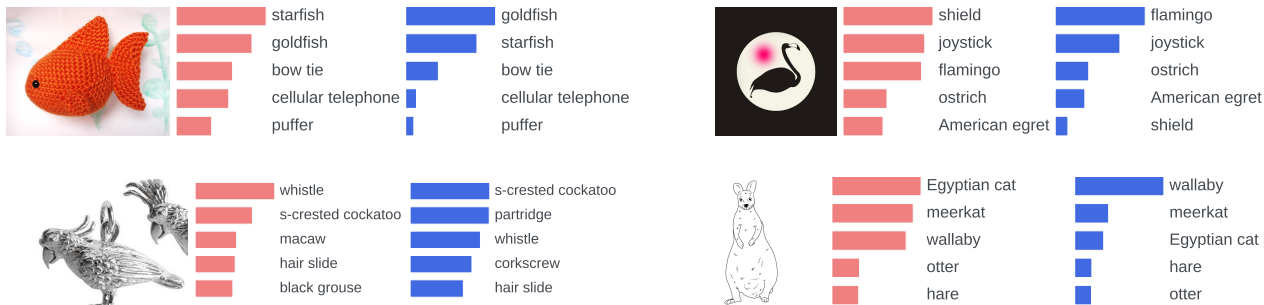 starfish
goldfish
bow tie
cellular telephone
puffer
goldfish
starfish
bow tie
cellular telephone
puffer
shield
joystick
flamingo
ostrich
American egret
flamingo
joystick
ostrich
American egret
shield
whistle
s-crested cockatoo
macaw
hair slide
black grouse
s-crested cockatoo
partridge
whistle
corkscrew
hair slide
Egyptian cat
meerkat
wallaby
otter
hare
wallaby
meerkat
Egyptian cat
hare
otter